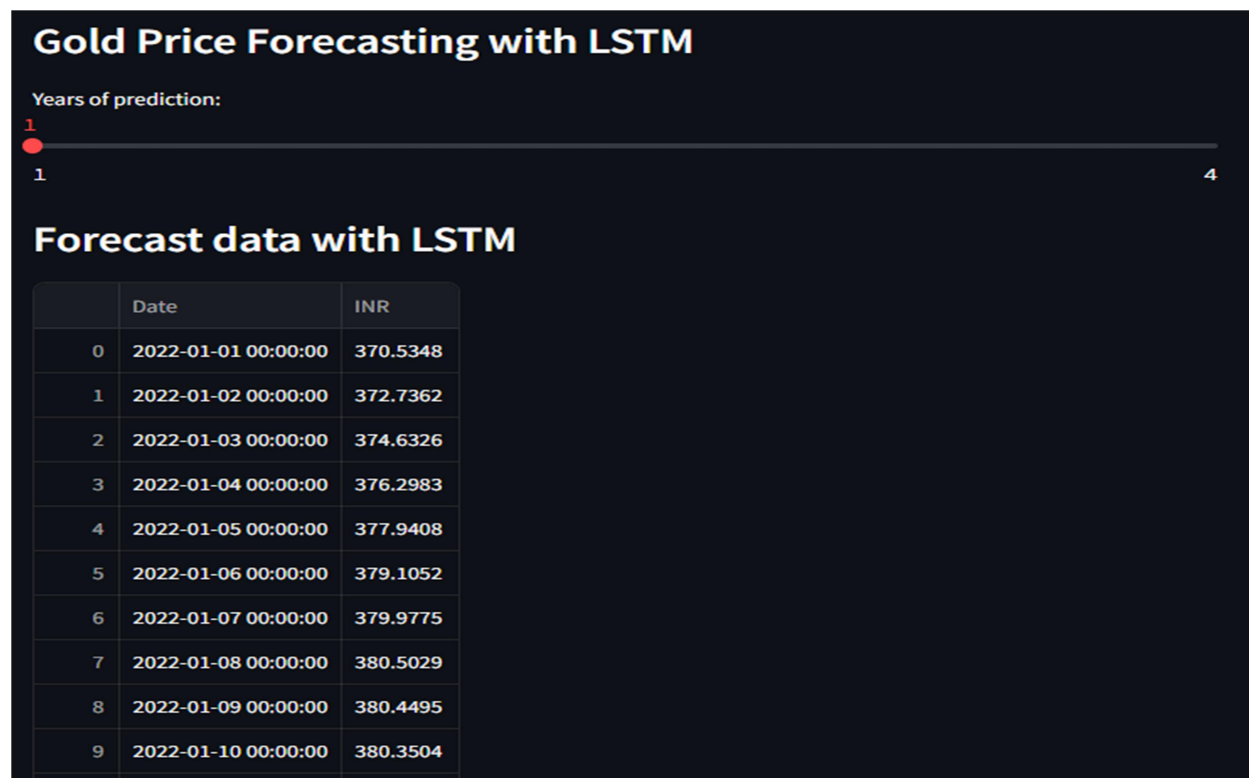 Gold Price Forecasting with LSTM
Years of prediction:
1
1 4
Forecast data with LSTM
Date INR
0 2022-01-01 00:00:00 370.5348
1 2022-01-02 00:00:00 372.7362
2 2022-01-03 00:00:00 374.6326
3 2022-01-04 00:00:00 376.2983
4 2022-01-05 00:00:00 377.9408
5 2022-01-06 00:00:00 379.1052
6 2022-01-07 00:00:00 379.9775
7 2022-01-08 00:00:00 380.5029
8 2022-01-09 00:00:00 380.4495
9 2022-01-10 00:00:00 380.3504